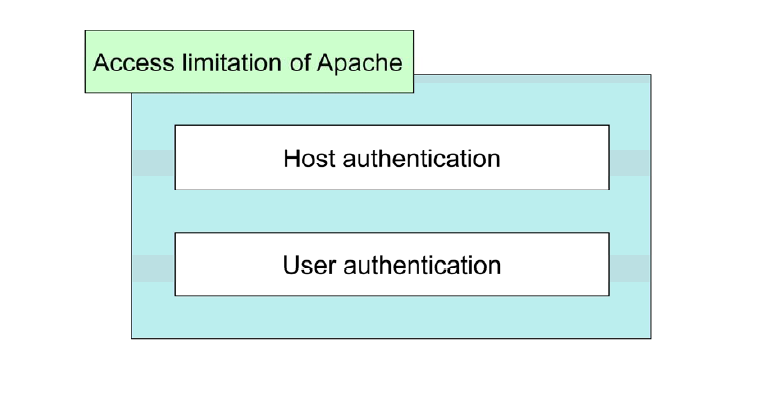 Access limitation of Apache
Host authentication
User authentication